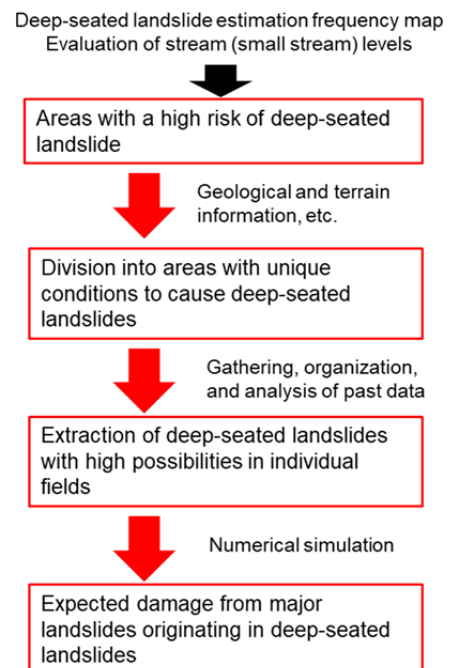 Deep-seated landslide estimation frequency map
Evaluation of stream (small stream) levels
Areas with a high risk of deep-seated
landslide
Geological and terrain
information, etc.
Division into areas with unique
conditions to cause deep-seated
landslides
Gathering, organization,
and analysis of past data
Extraction of deep-seated landslides
with high possibilities in individual
fields
Numerical simulation
Expected damage from major
landslides originating in deep-seated
landslides